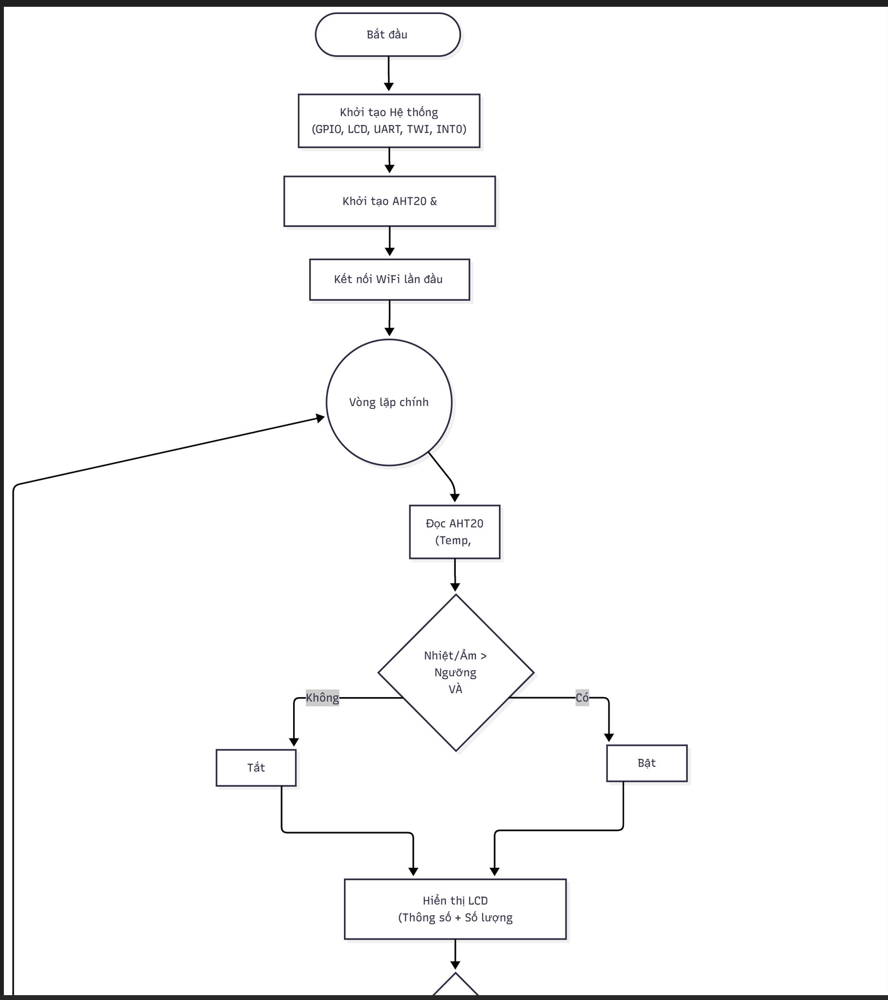 Bắt đầu
Khởi tạo Hệ thống
(GPIO, LCD, UART, TWI, INT0)
Khởi tạo AHT20 &
Kết nối WiFi lần đầu
Vòng lặp chính
Đọc AHT20
(Temp,
Nhiệt/Ẩm >
Ngưỡng
VÀ
Không
Có
Tắt
Bật
Hiển thị LCD
(Thông số + Số lượng